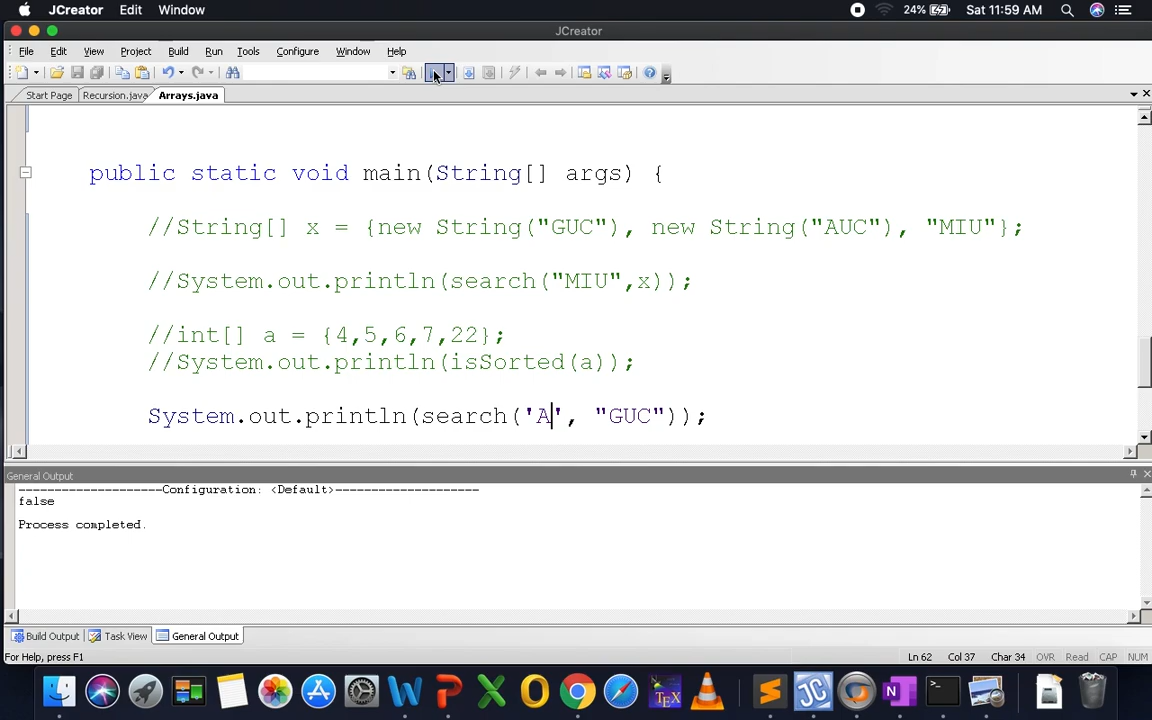 JCreator Edit Window 24% Sat 11:59 AM
JCreator
File Edit View Project Build Run Tools Configure Window Help
Start Page Recursion.java Arrays.java
public static void main(String[] args) {
//String[] x = {new String("GUC"), new String("AUC"), "MIU"};
//System.out.println(search("MIU",x));
//int[] a = {4,5,6,7,22};
//System.out.println(isSorted(a));
System.out.println(search('A', "GUC"));
General Output
--------------------Configuration: <Default>--------------------
false
Process completed.
Build Output Task View General Output
For Help, press F1 Ln 62 Col 37 Char 34 OVR Read CAP NUM
TEX JC N